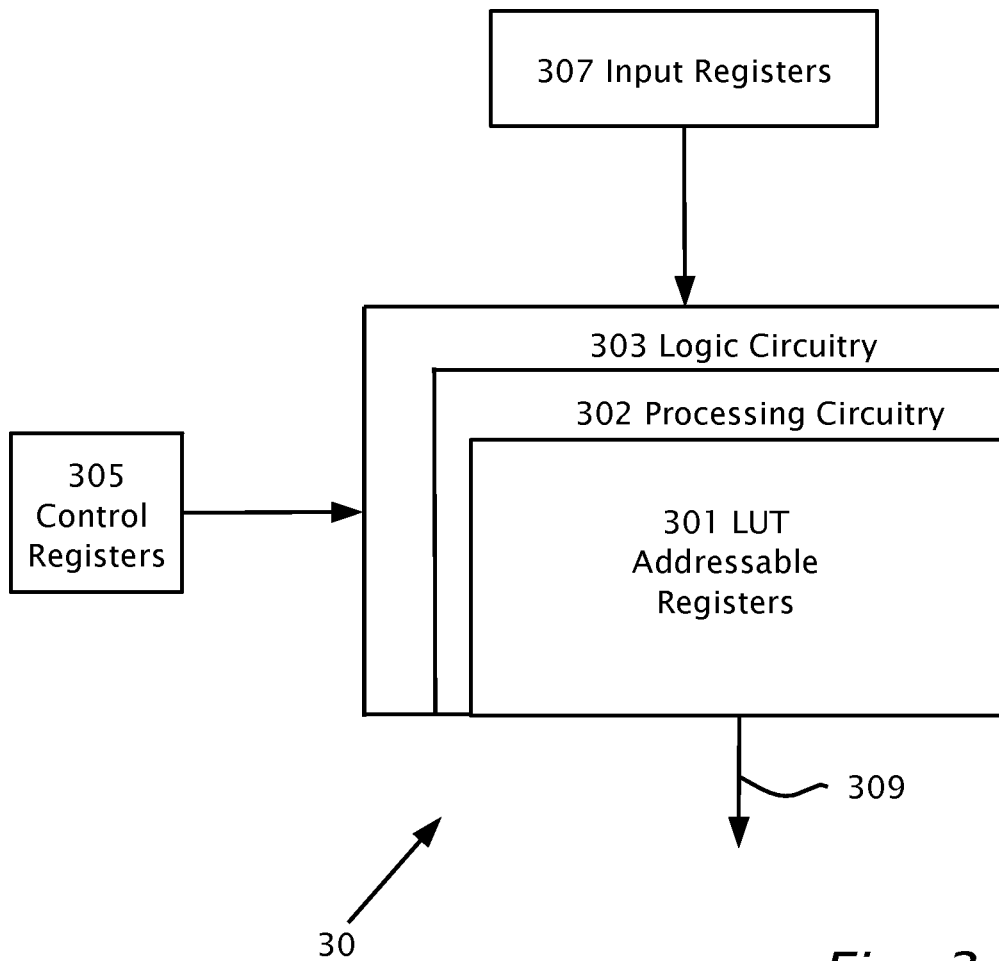 307 Input Registers
303 Logic Circuitry
302 Processing Circuitry
305
Control
Registers
301 LUT
Addressable
Registers
309
30